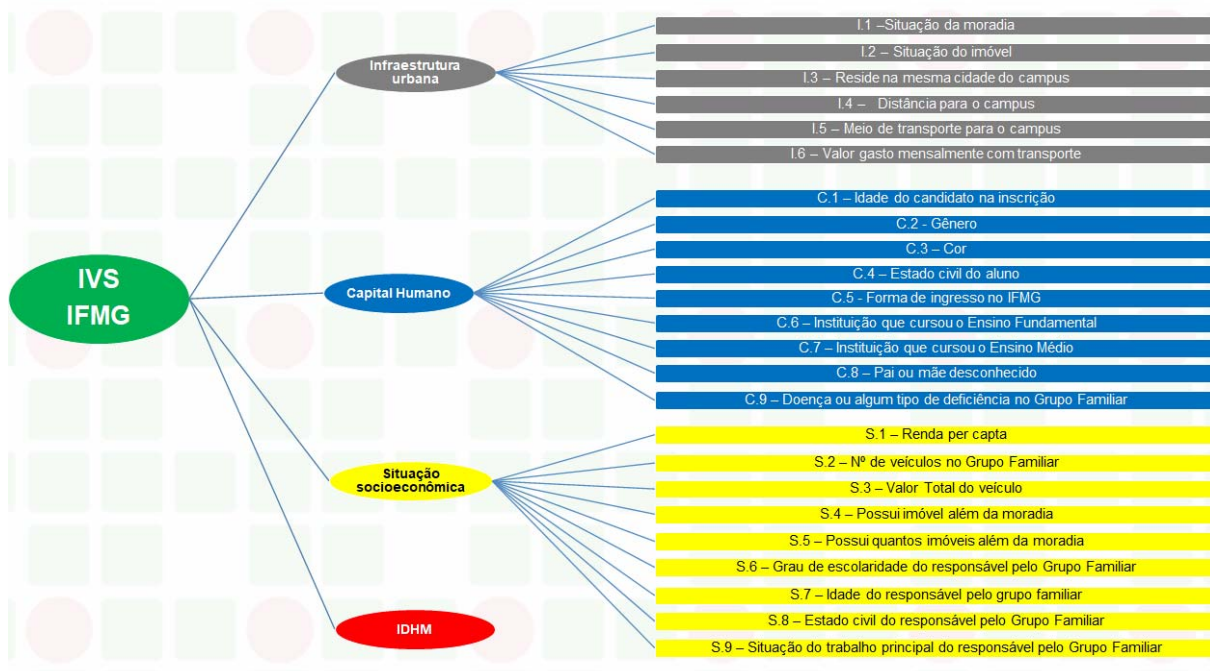 IVS
IFMG
Infraestrutura
urbana
I.1 –Situação da moradia
I.2 – Situação do imóvel
I.3 – Reside na mesma cidade do campus
I.4 – Distância para o campus
I.5 – Meio de transporte para o campus
I.6 – Valor gasto mensalmente com transporte
Capital Humano
C.1 – Idade do candidato na inscrição
C.2 - Gênero
C.3 – Cor
C.4 – Estado civil do aluno
C.5 - Forma de ingresso no IFMG
C.6 – Instituição que cursou o Ensino Fundamental
C.7 – Instituição que cursou o Ensino Médio
C.8 – Pai ou mãe desconhecido
C.9 – Doença ou algum tipo de deficiência no Grupo Familiar
Situação
socioeconômica
S.1 – Renda per capta
S.2 – Nº de veículos no Grupo Familiar
S.3 – Valor Total do veículo
S.4 – Possui imóvel além da moradia
S.5 – Possui quantos imóveis além da moradia
S.6 – Grau de escolaridade do responsável pelo Grupo Familiar
S.7 – Idade do responsável pelo grupo familiar
S.8 – Estado civil do responsável pelo Grupo Familiar
S.9 – Situação do trabalho principal do responsável pelo Grupo Familiar
IDHM